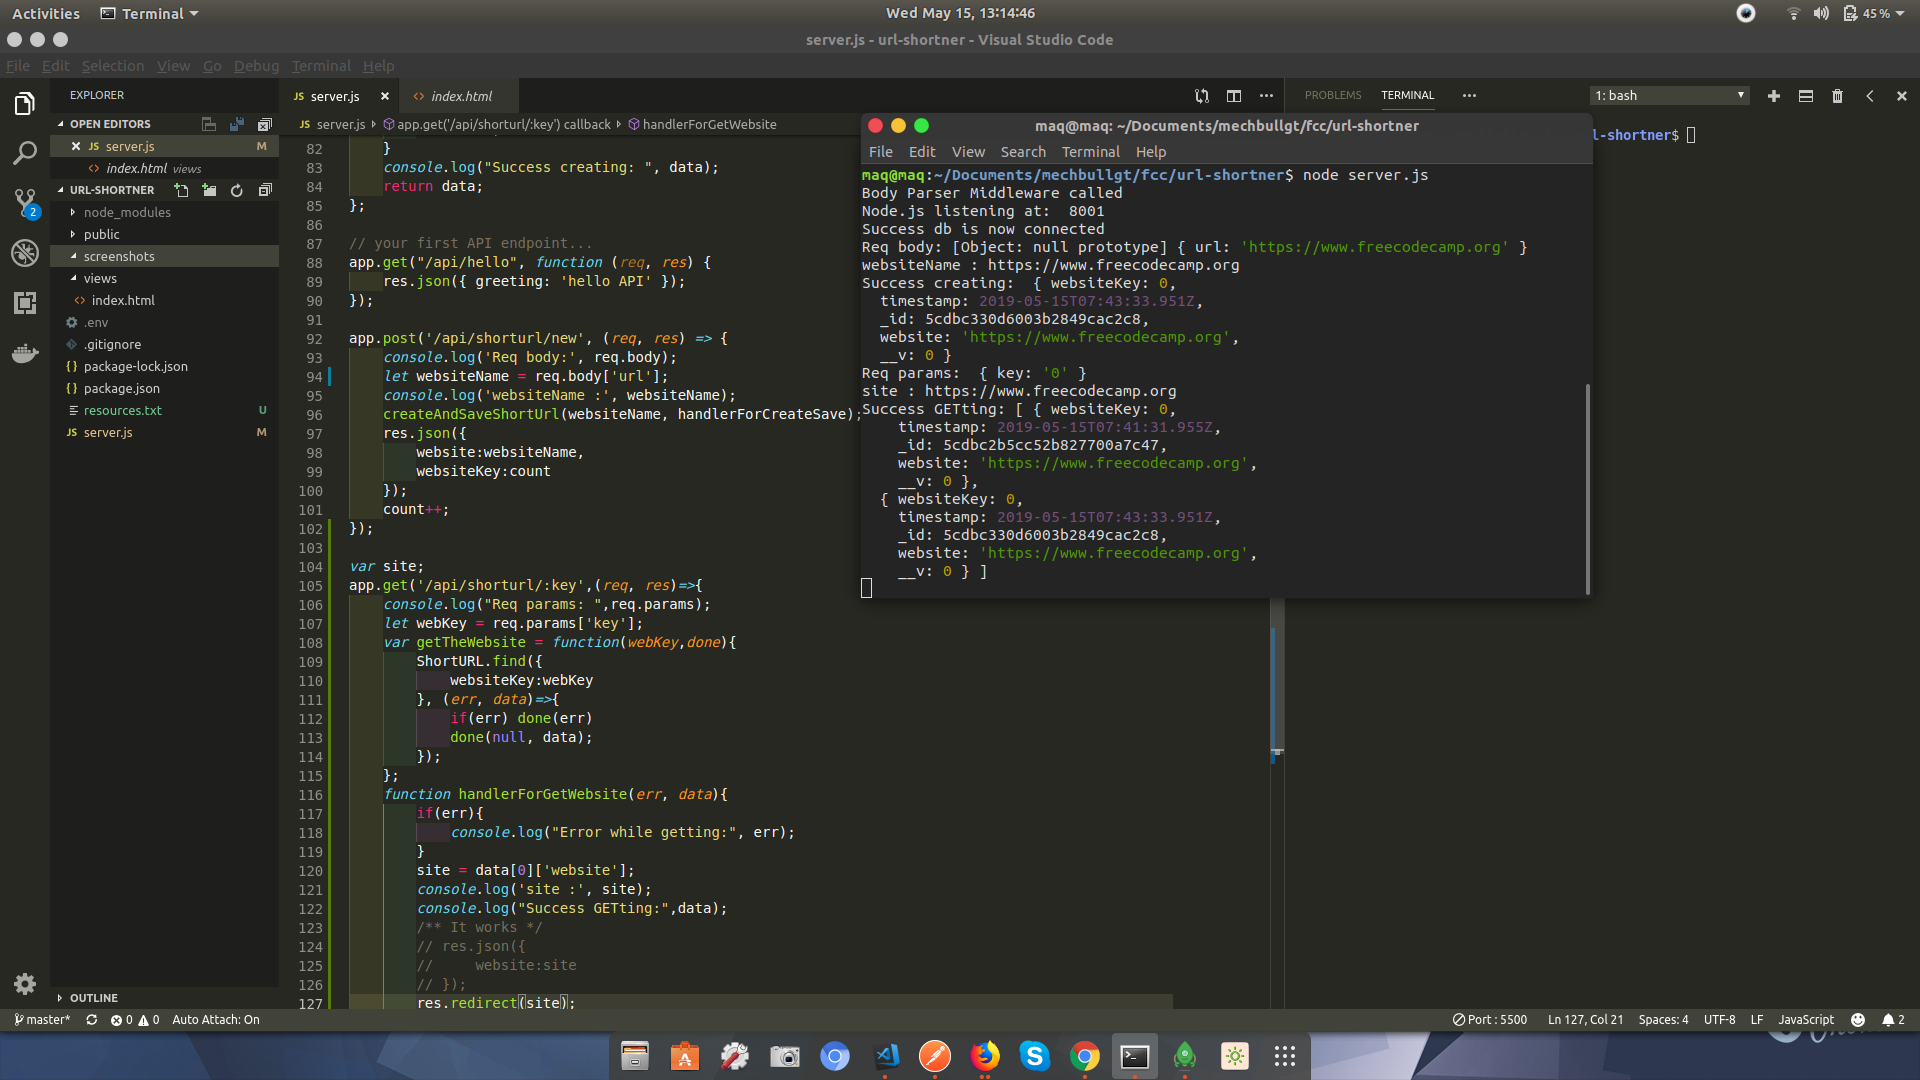 Activities
Terminal
Wed May 15, 13:14:46
45 %
server.js - url-shortner - Visual Studio Code
File Edit Selection View Go Debug Terminal Help
EXPLORER
OPEN EDITORS
JS server.js M
<> index.html views
URL-SHORTNER
node_modules
public
screenshots
views
<> index.html
.env
.gitignore
{ } package-lock.json
{ } package.json
resources.txt U
JS server.js M
OUTLINE
2
JS server.js
<> index.html
JS server.js app.get('/api/shorturl/:key') callback handlerForGetWebsite
82 }
83 console.log("Success creating: ", data);
84 return data;
85 };
86
87 // your first API endpoint...
88 app.get("/api/hello", function (req, res) {
89 res.json({ greeting: 'hello API' });
90 });
91
92 app.post('/api/shorturl/new', (req, res) => {
93 console.log('Req body:', req.body);
94 let websiteName = req.body['url'];
95 console.log('websiteName :', websiteName);
96 createAndSaveShortUrl(websiteName, handlerForCreateSave);
97 res.json({
98 website:websiteName,
99 websiteKey:count
100 });
101 count++;
102 });
103
104 var site;
105 app.get('/api/shorturl/:key',(req, res)=>{
106 console.log("Req params: ",req.params);
107 let webKey = req.params['key'];
108 var getTheWebsite = function(webKey,done){
109 ShortURL.find({
110 websiteKey:webKey
111 }, (err, data)=>{
112 if(err) done(err)
113 done(null, data);
114 });
115 };
116 function handlerForGetWebsite(err, data){
117 if(err){
118 console.log("Error while getting:", err);
119 }
120 site = data[0]['website'];
121 console.log('site :', site);
122 console.log("Success GETting:",data);
123 /** It works */
124 // res.json({
125 // website:site
126 // });
127 res.redirect(site);
PROBLEMS TERMINAL ...
1: bash
l-shortner$
maq@maq: ~/Documents/mechbullgt/fcc/url-shortner
File Edit View Search Terminal Help
maq@maq:~/Documents/mechbullgt/fcc/url-shortner$ node server.js
Body Parser Middleware called
Node.js listening at:  8001
Success db is now connected
Req body: [Object: null prototype] { url: 'https://www.freecodecamp.org' }
websiteName : https://www.freecodecamp.org
Success creating:  { websiteKey: 0,
timestamp: 2019-05-15T07:43:33.951Z,
_id: 5cdbc330d6003b2849cac2c8,
website: 'https://www.freecodecamp.org',
__v: 0 }
Req params:  { key: '0' }
site : https://www.freecodecamp.org
Success GETting: [ { websiteKey: 0,
timestamp: 2019-05-15T07:41:31.955Z,
_id: 5cdbc2b5cc52b827700a7c47,
website: 'https://www.freecodecamp.org',
__v: 0 },
{ websiteKey: 0,
timestamp: 2019-05-15T07:43:33.951Z,
_id: 5cdbc330d6003b2849cac2c8,
website: 'https://www.freecodecamp.org',
__v: 0 } ]
master* 0 0 Auto Attach: On
Port : 5500 Ln 127, Col 21 Spaces: 4 UTF-8 LF JavaScript 2